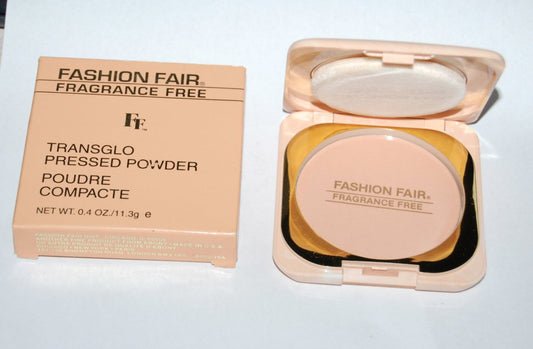 FASHION FAIR®
FRAGRANCE FREE
FF™
TRANSGLO
PRESSED POWDER
POUDRE
COMPACTE
NET WT. 0.4 OZ./11.3g e
FASHION FAIR®
FRAGRANCE FREE